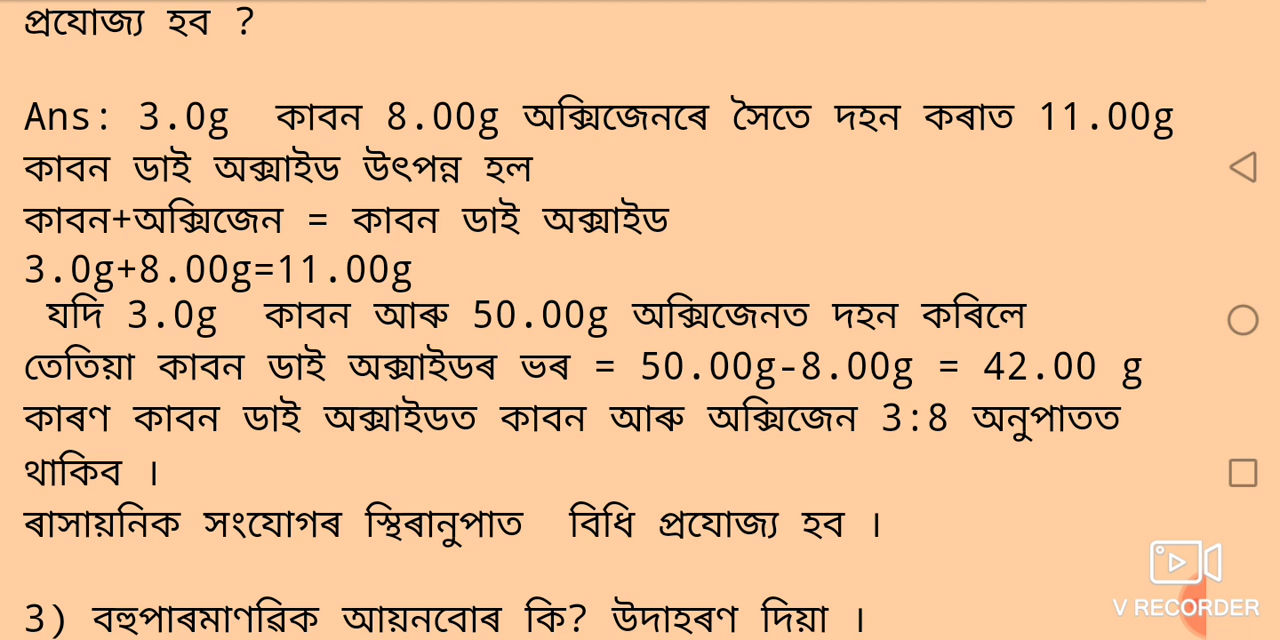 প্ৰযোজ্য হব ?
Ans: 3.0g কাবন 8.00g অক্সিজেনৰে সৈতে দহন কৰাত 11.00g
কাবন ডাই অক্সাইড উৎপন্ন হল
কাবন+অক্সিজেন = কাবন ডাই অক্সাইড
3.0g+8.00g=11.00g
যদি 3.0g কাবন আৰু 50.00g অক্সিজেনত দহন কৰিলে
তেতিয়া কাবন ডাই অক্সাইডৰ ভৰ = 50.00g-8.00g = 42.00 g
কাৰণ কাবন ডাই অক্সাইডত কাবন আৰু অক্সিজেন 3:8 অনুপাতত
থাকিব ।
ৰাসায়নিক সংযোগৰ স্থিৰানুপাত বিধি প্ৰযোজ্য হব ।
V RECORDER
3) বহুপাৰমাণৱিক আয়নবোৰ কি? উদাহৰণ দিয়া ।